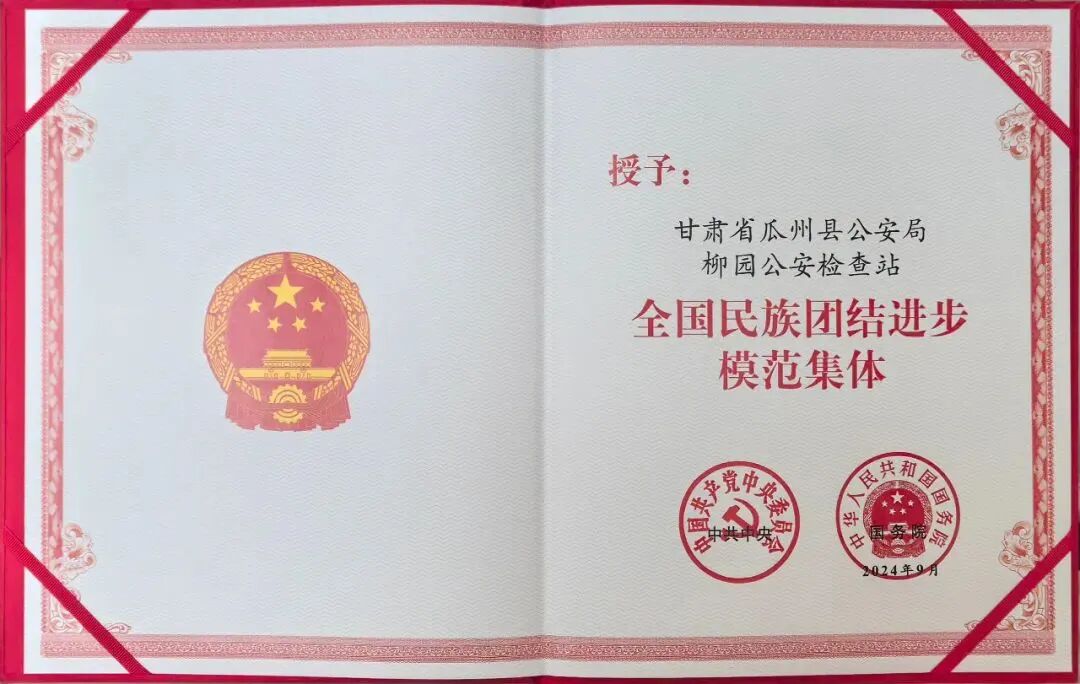 授予：
甘肃省瓜州县公安局
柳园公安检查站
全国民族团结进步
模范集体
中国共产党中央委员会
中共中央
中华人民共和国国务院
国务院
2024年9月